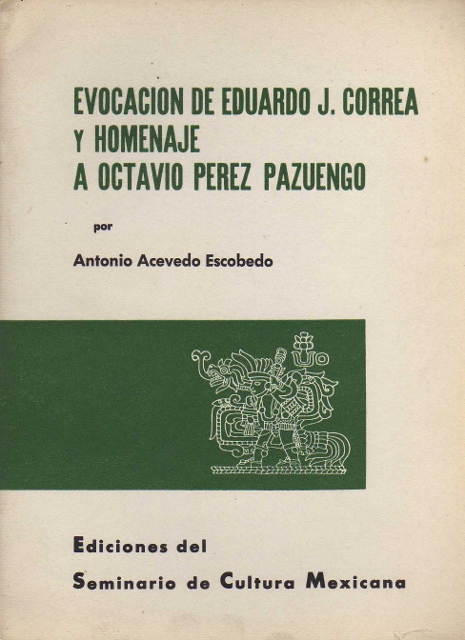 EVOCACION DE EDUARDO J. CORREA
Y HOMENAJE
A OCTAVIO PEREZ PAZUENGO
por
Antonio Acevedo Escobedo
Ediciones del
Seminario de Cultura Mexicana